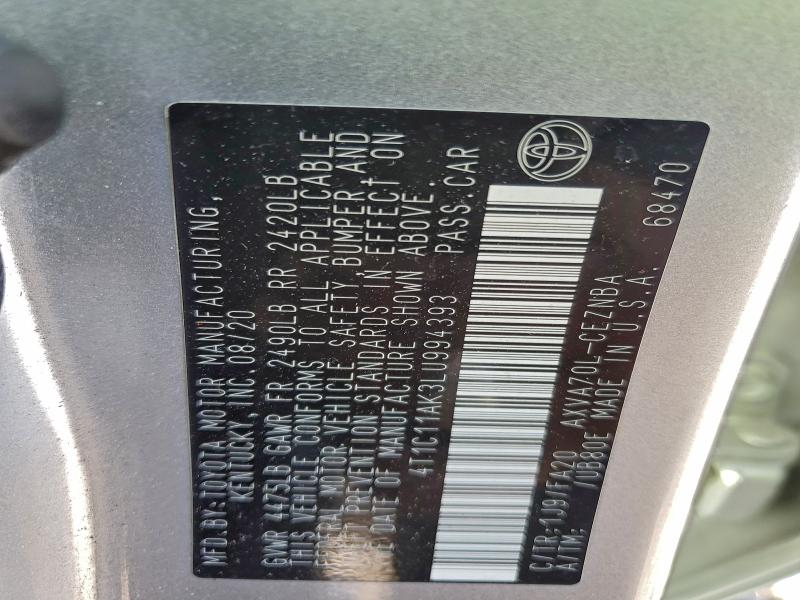 MFD.BY:TOYOTA MOTOR MANUFACTURING,
KENTUCKY, INC. 08/20
GVWR 4475LB GAWR FR 2490LB RR 2420LB
THIS VEHICLE CONFORMS TO ALL APPLICABLE
FEDERAL MOTOR VEHICLE SAFETY, BUMPER, AND
THEFT PREVENTION STANDARDS IN EFFECT ON
THE DATE OF MANUFACTURE SHOWN ABOVE.
4T1C11AK3LU994393 PASS.CAR
C/TR:1J9/FA20 AXVA70L-CEZNBA
A/TM: /UB80E MADE IN U.S.A. 68470